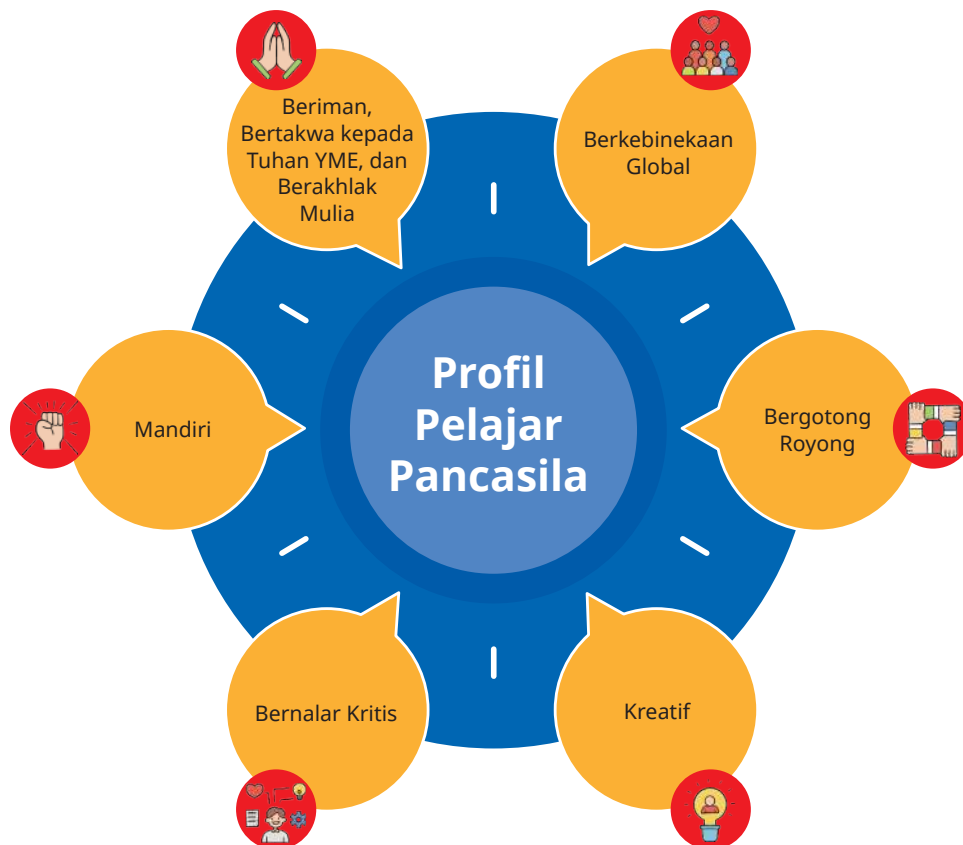 Beriman,
Bertakwa kepada
Tuhan YME, dan
Berakhlak
Mulia
Berkebinekaan
Global
Mandiri
Profil
Pelajar
Pancasila
Bergotong
Royong
Bernalar Kritis
Kreatif